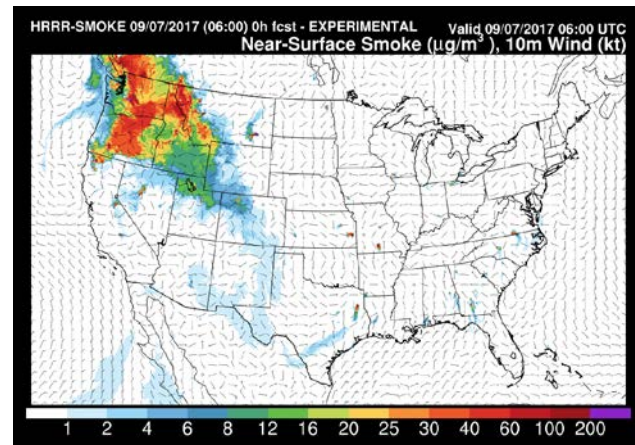 HRRR-SMOKE 09/07/2017 (06:00) 0h fcst - EXPERIMENTAL Valid 09/07/2017 06:00 UTC
Near-Surface Smoke (μg/m³), 10m Wind (kt)
1 2 4 6 8 12 16 20 25 30 40 60 100 200